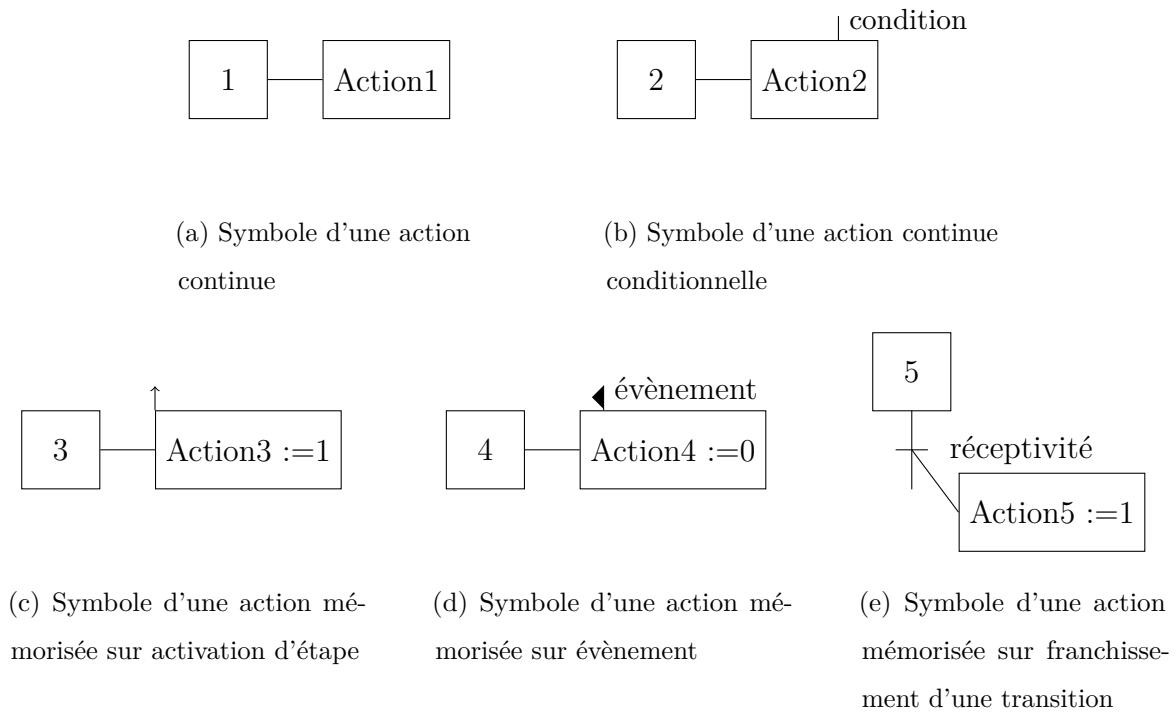 condition
1
Action1
2
Action2
(a) Symbole d'une action
continue
(b) Symbole d'une action continue
conditionnelle
3
Action3 :=1
4
évènement
Action4 :=0
5
réceptivité
Action5 :=1
(c) Symbole d'une action mé-
morisée sur activation d'étape
(d) Symbole d'une action mé-
morisée sur évènement
(e) Symbole d'une action
mémorisée sur franchisse-
ment d'une transition